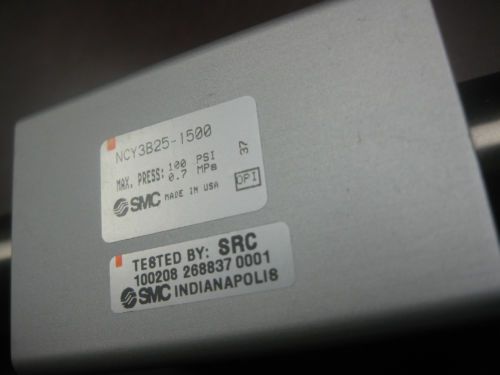 NCY3B25-1500
37
MAX. PRESS: 100 PSI
0.7 MPa
SMC MADE IN USA
OPI
TESTED BY: SRC
100208 268837 0001
SMC INDIANAPOLIS